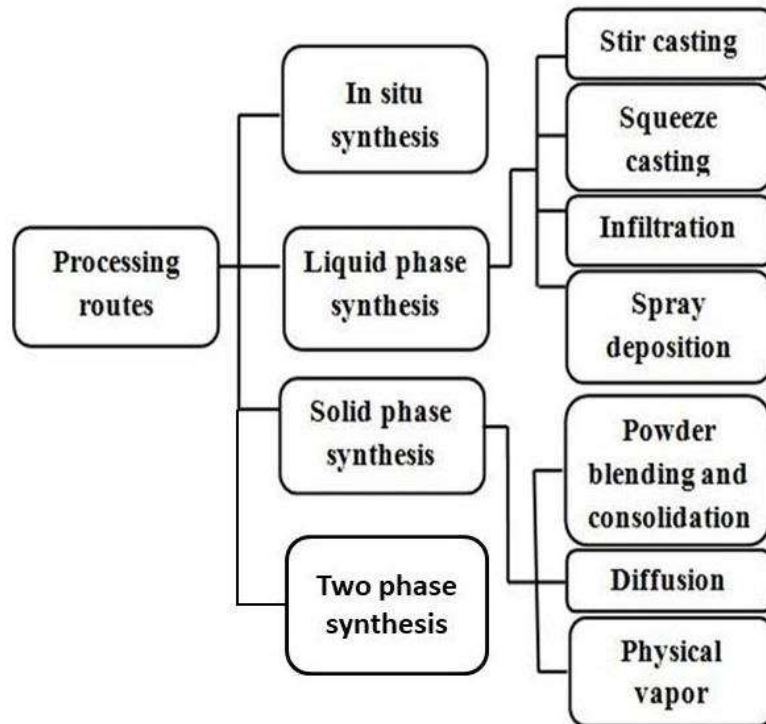 Processing
routes
In situ
synthesis
Liquid phase
synthesis
Solid phase
synthesis
Two phase
synthesis
Stir casting
Squeeze
casting
Infiltration
Spray
deposition
Powder
blending and
consolidation
Diffusion
Physical
vapor